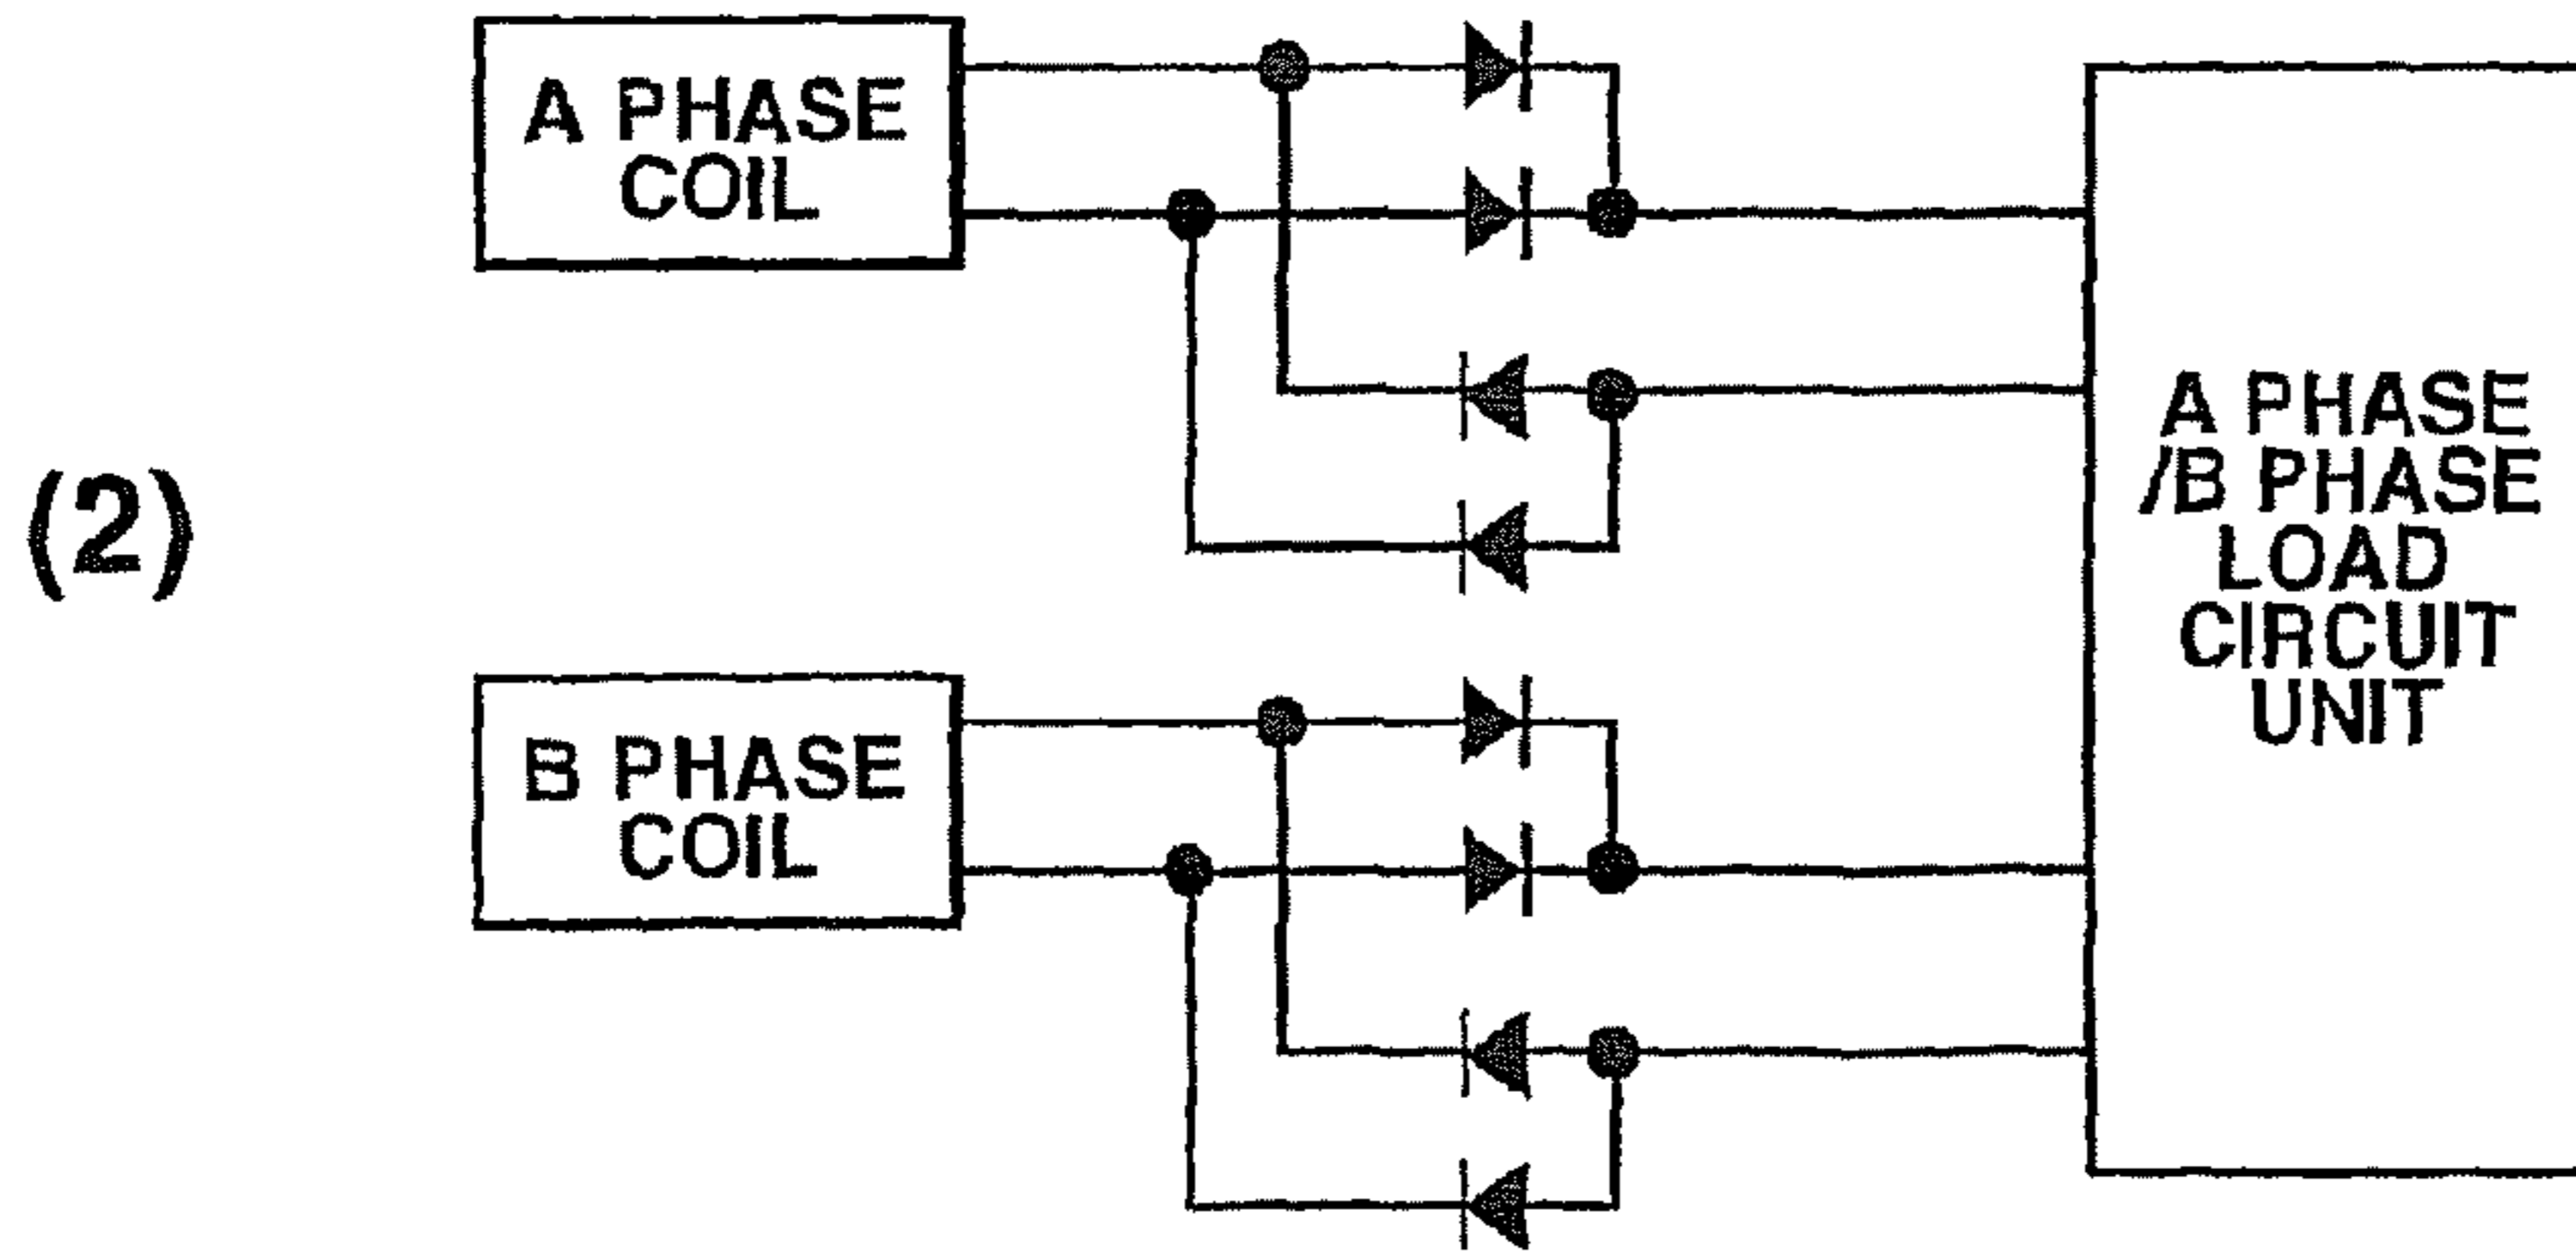 A PHASE
COIL
(2)
A PHASE
/B PHASE
LOAD
CIRCUIT
UNIT
B PHASE
COIL